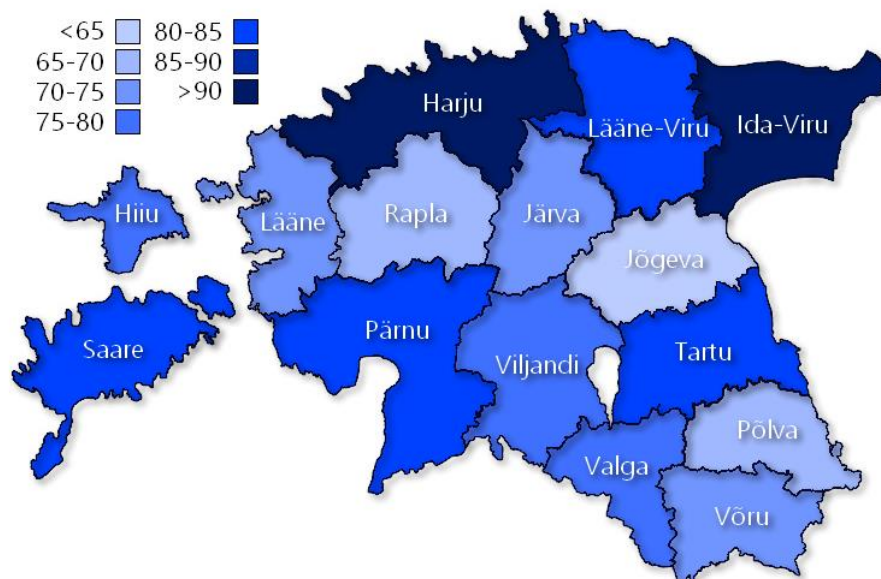 <65
80-85
65-70
85-90
70-75
>90
75-80
Harju
Lääne-Viru
Ida-Viru
Hiiu
Lääne
Rapla
Järva
Jõgeva
Saare
Pärnu
Viljandi
Tartu
Valga
Põlva
Võru